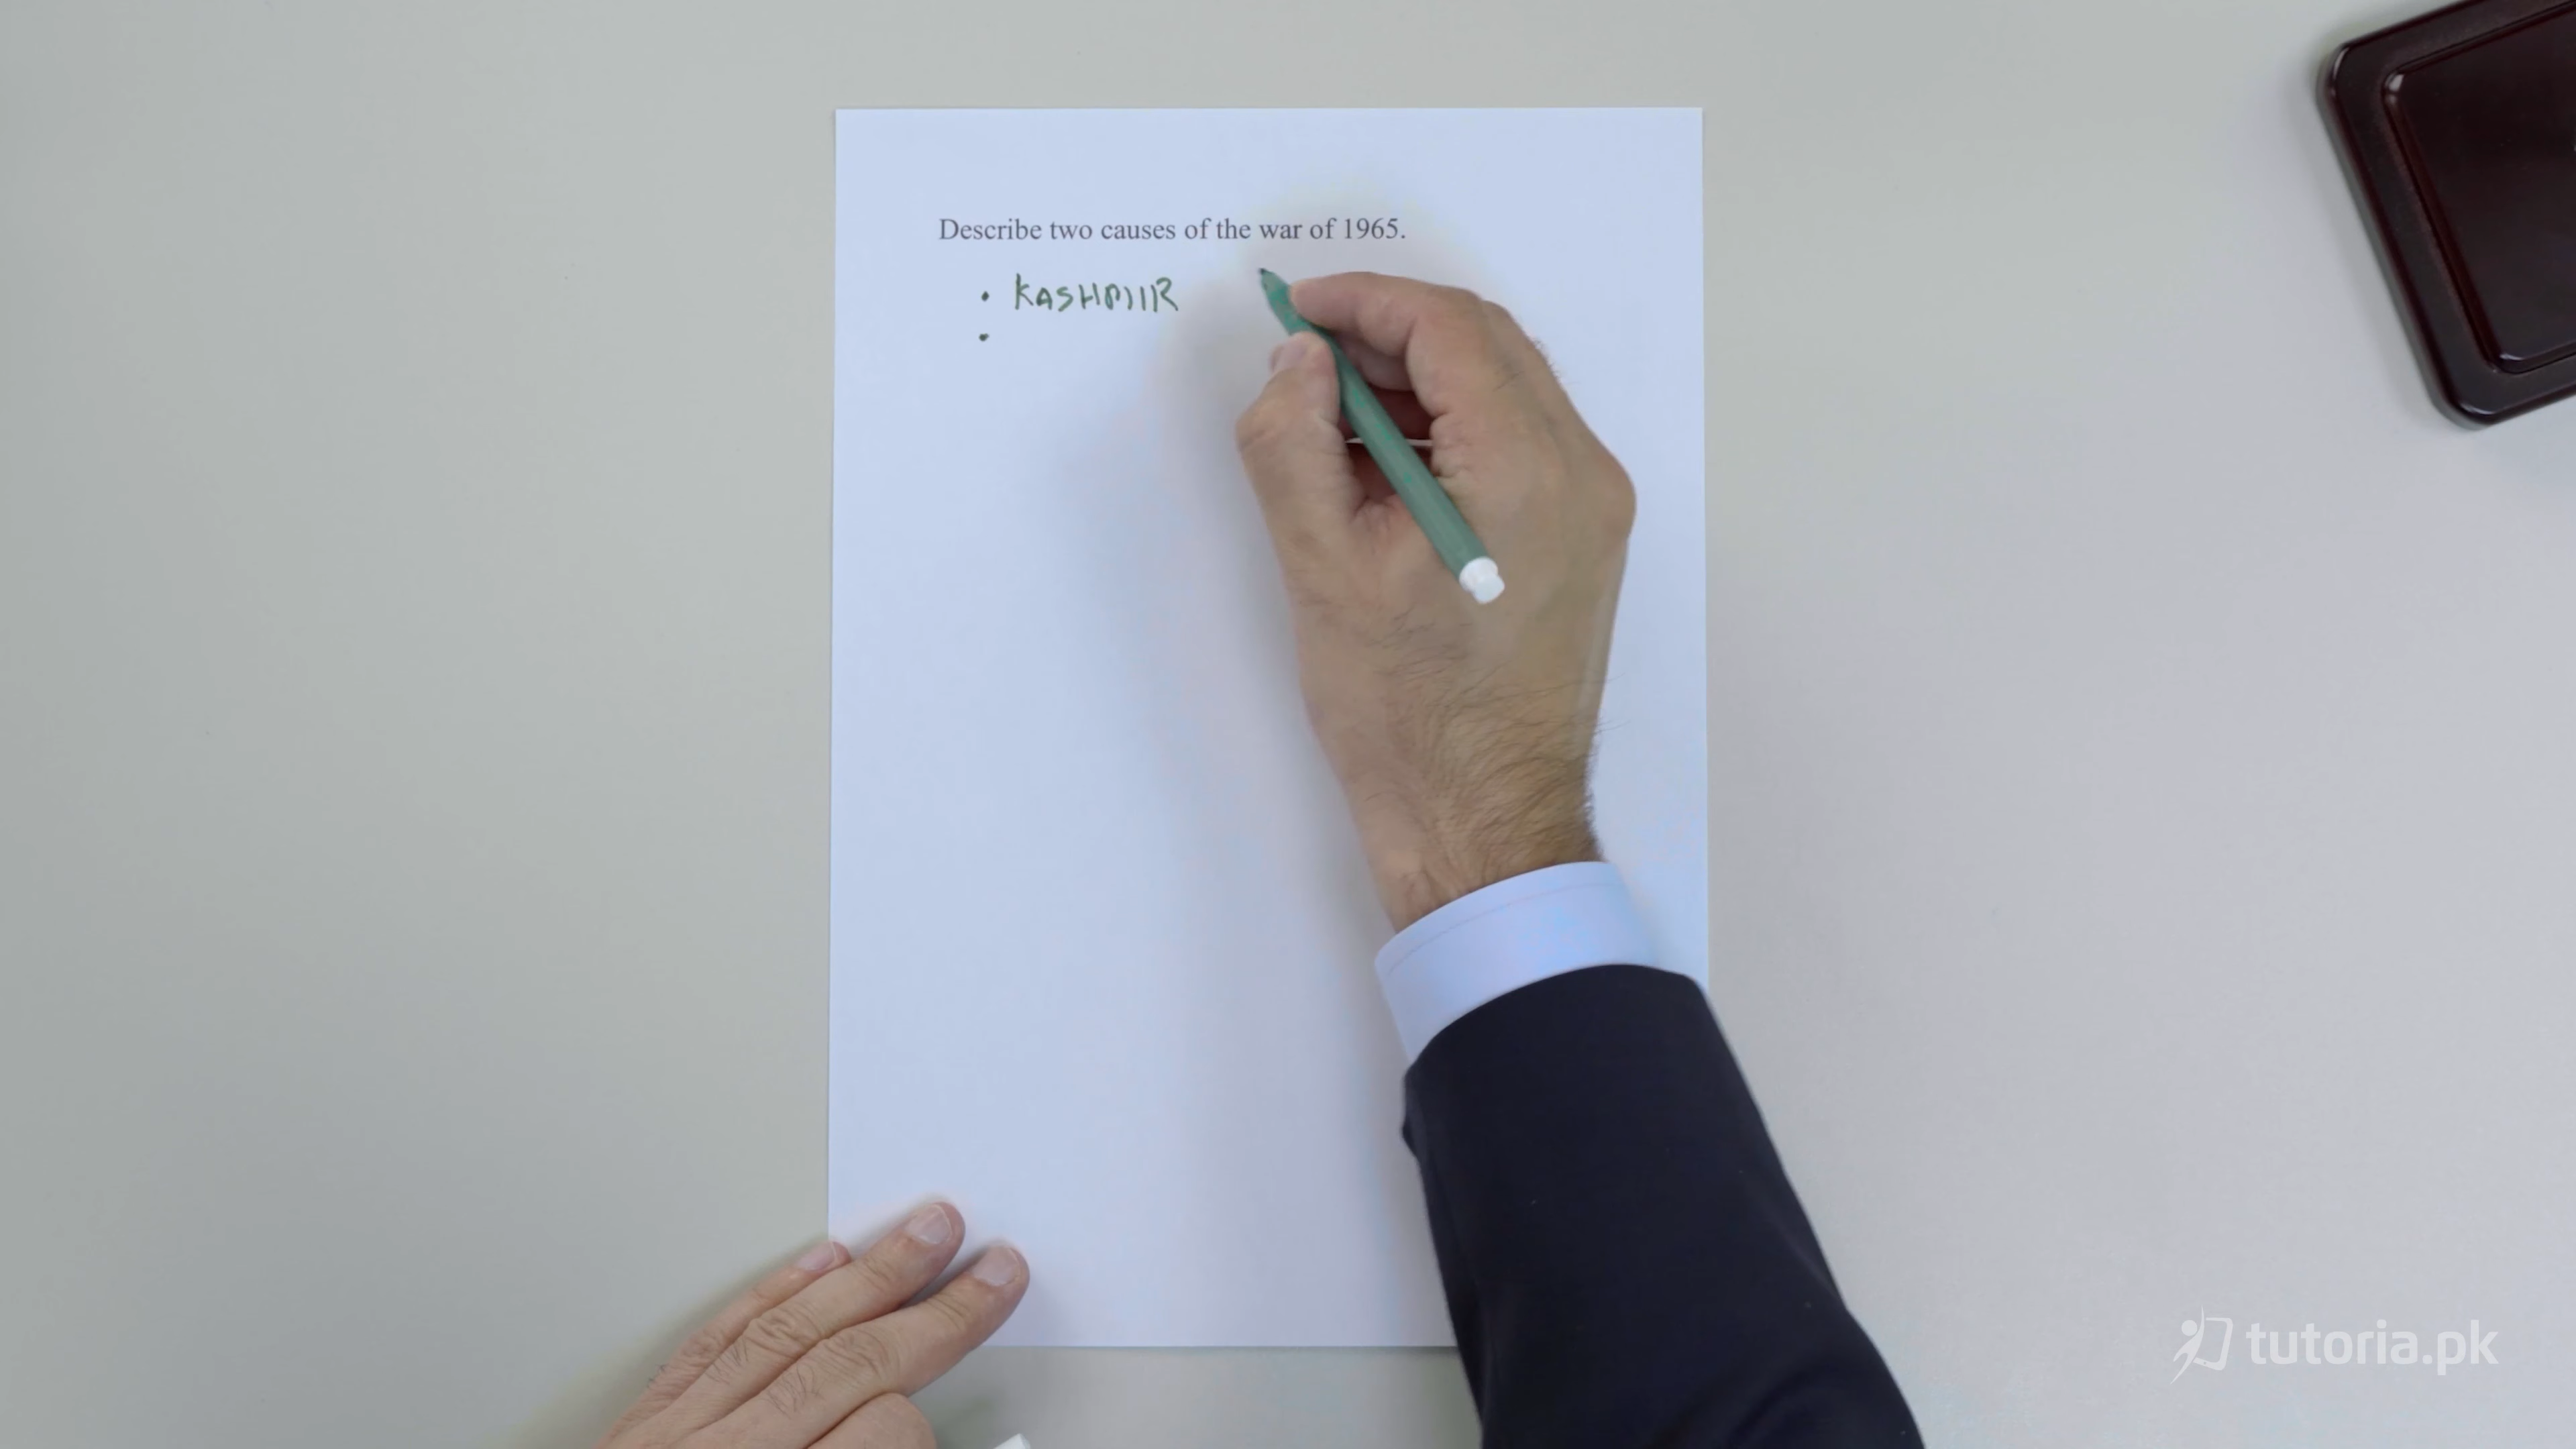 Describe two causes of the war of 1965.
• KASHMIR
•
tutoria.pk